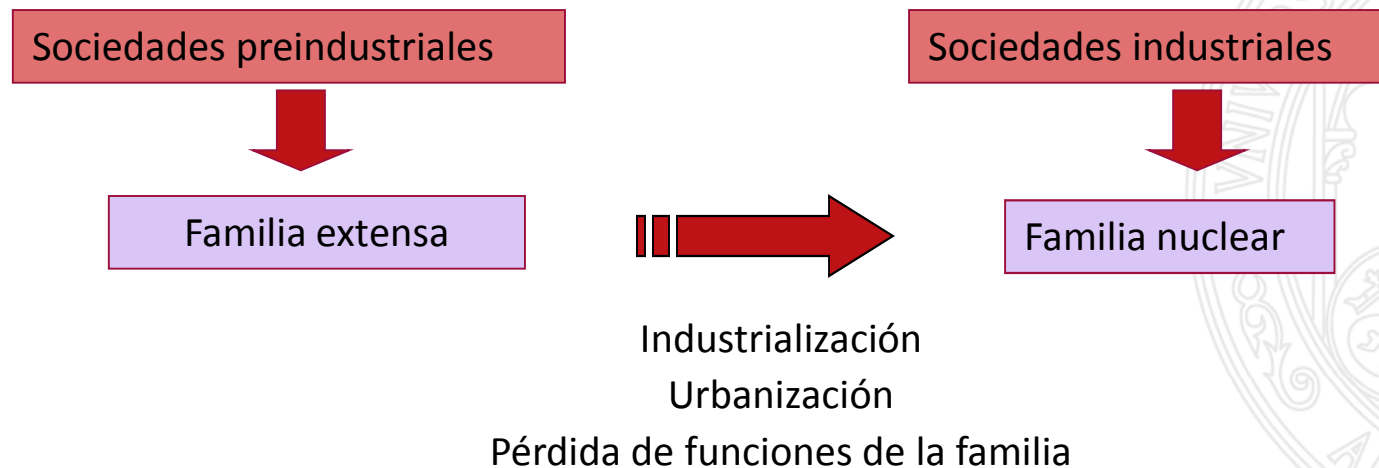 Sociedades preindustriales
Sociedades industriales
Familia extensa
Familia nuclear
Industrialización
Urbanización
Pérdida de funciones de la familia